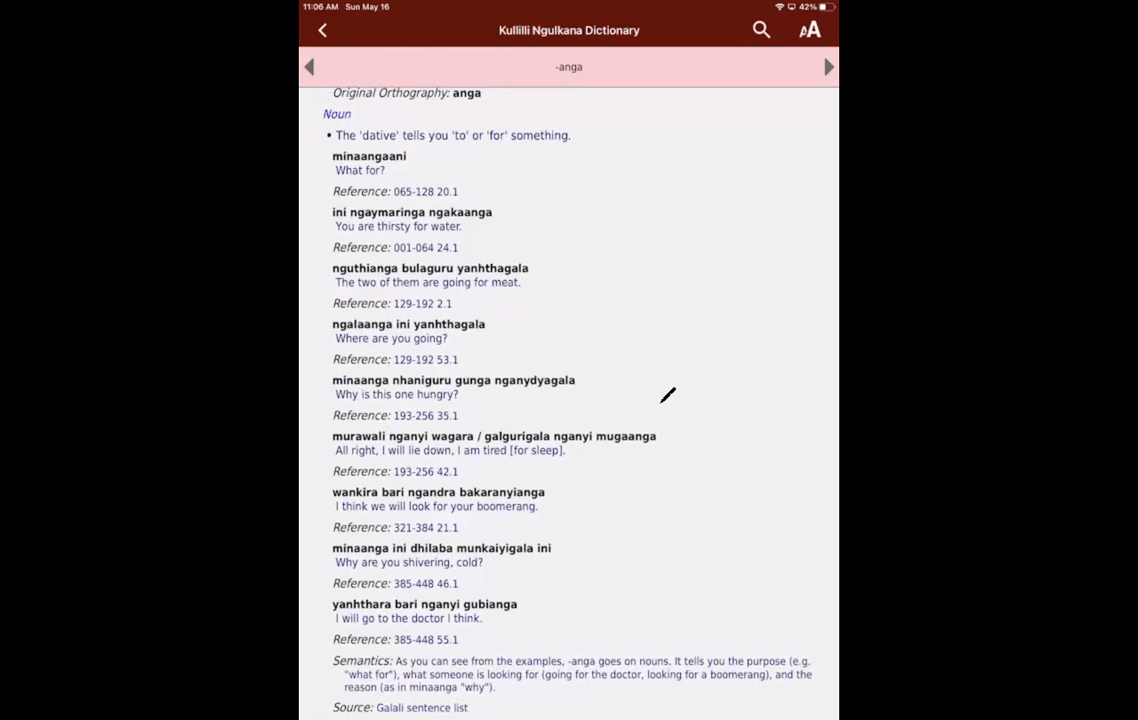 11:06 AM Sun May 16
42%
Kullilli Ngulkana Dictionary
AA
-anga
Original Orthography: anga
Noun
• The 'dative' tells you 'to' or 'for' something.
minaangaani
What for?
Reference: 065-128 20.1
ini ngaymaringa ngakaanga
You are thirsty for water.
Reference: 001-064 24.1
nguthianga bulaguru yanhthagala
The two of them are going for meat.
Reference: 129-192 2.1
ngalaanga ini yanhthagala
Where are you going?
Reference: 129-192 53.1
minaanga nhaniguru gunga nganydyagala
Why is this one hungry?
Reference: 193-256 35.1
murawali nganyi wagara / galgurigala nganyi mugaanga
All right, I will lie down, I am tired [for sleep].
Reference: 193-256 42.1
wankira bari ngandra bakaranyianga
I think we will look for your boomerang.
Reference: 321-384 21.1
minaanga ini dhilaba munkaiyigala ini
Why are you shivering, cold?
Reference: 385-448 46.1
yanhthara bari nganyi gubianga
I will go to the doctor I think.
Reference: 385-448 55.1
Semantics: As you can see from the examples, -anga goes on nouns. It tells you the purpose (e.g.
"what for"), what someone is looking for (going for the doctor, looking for a boomerang), and the
reason (as in minaanga "why").
Source: Galali sentence list